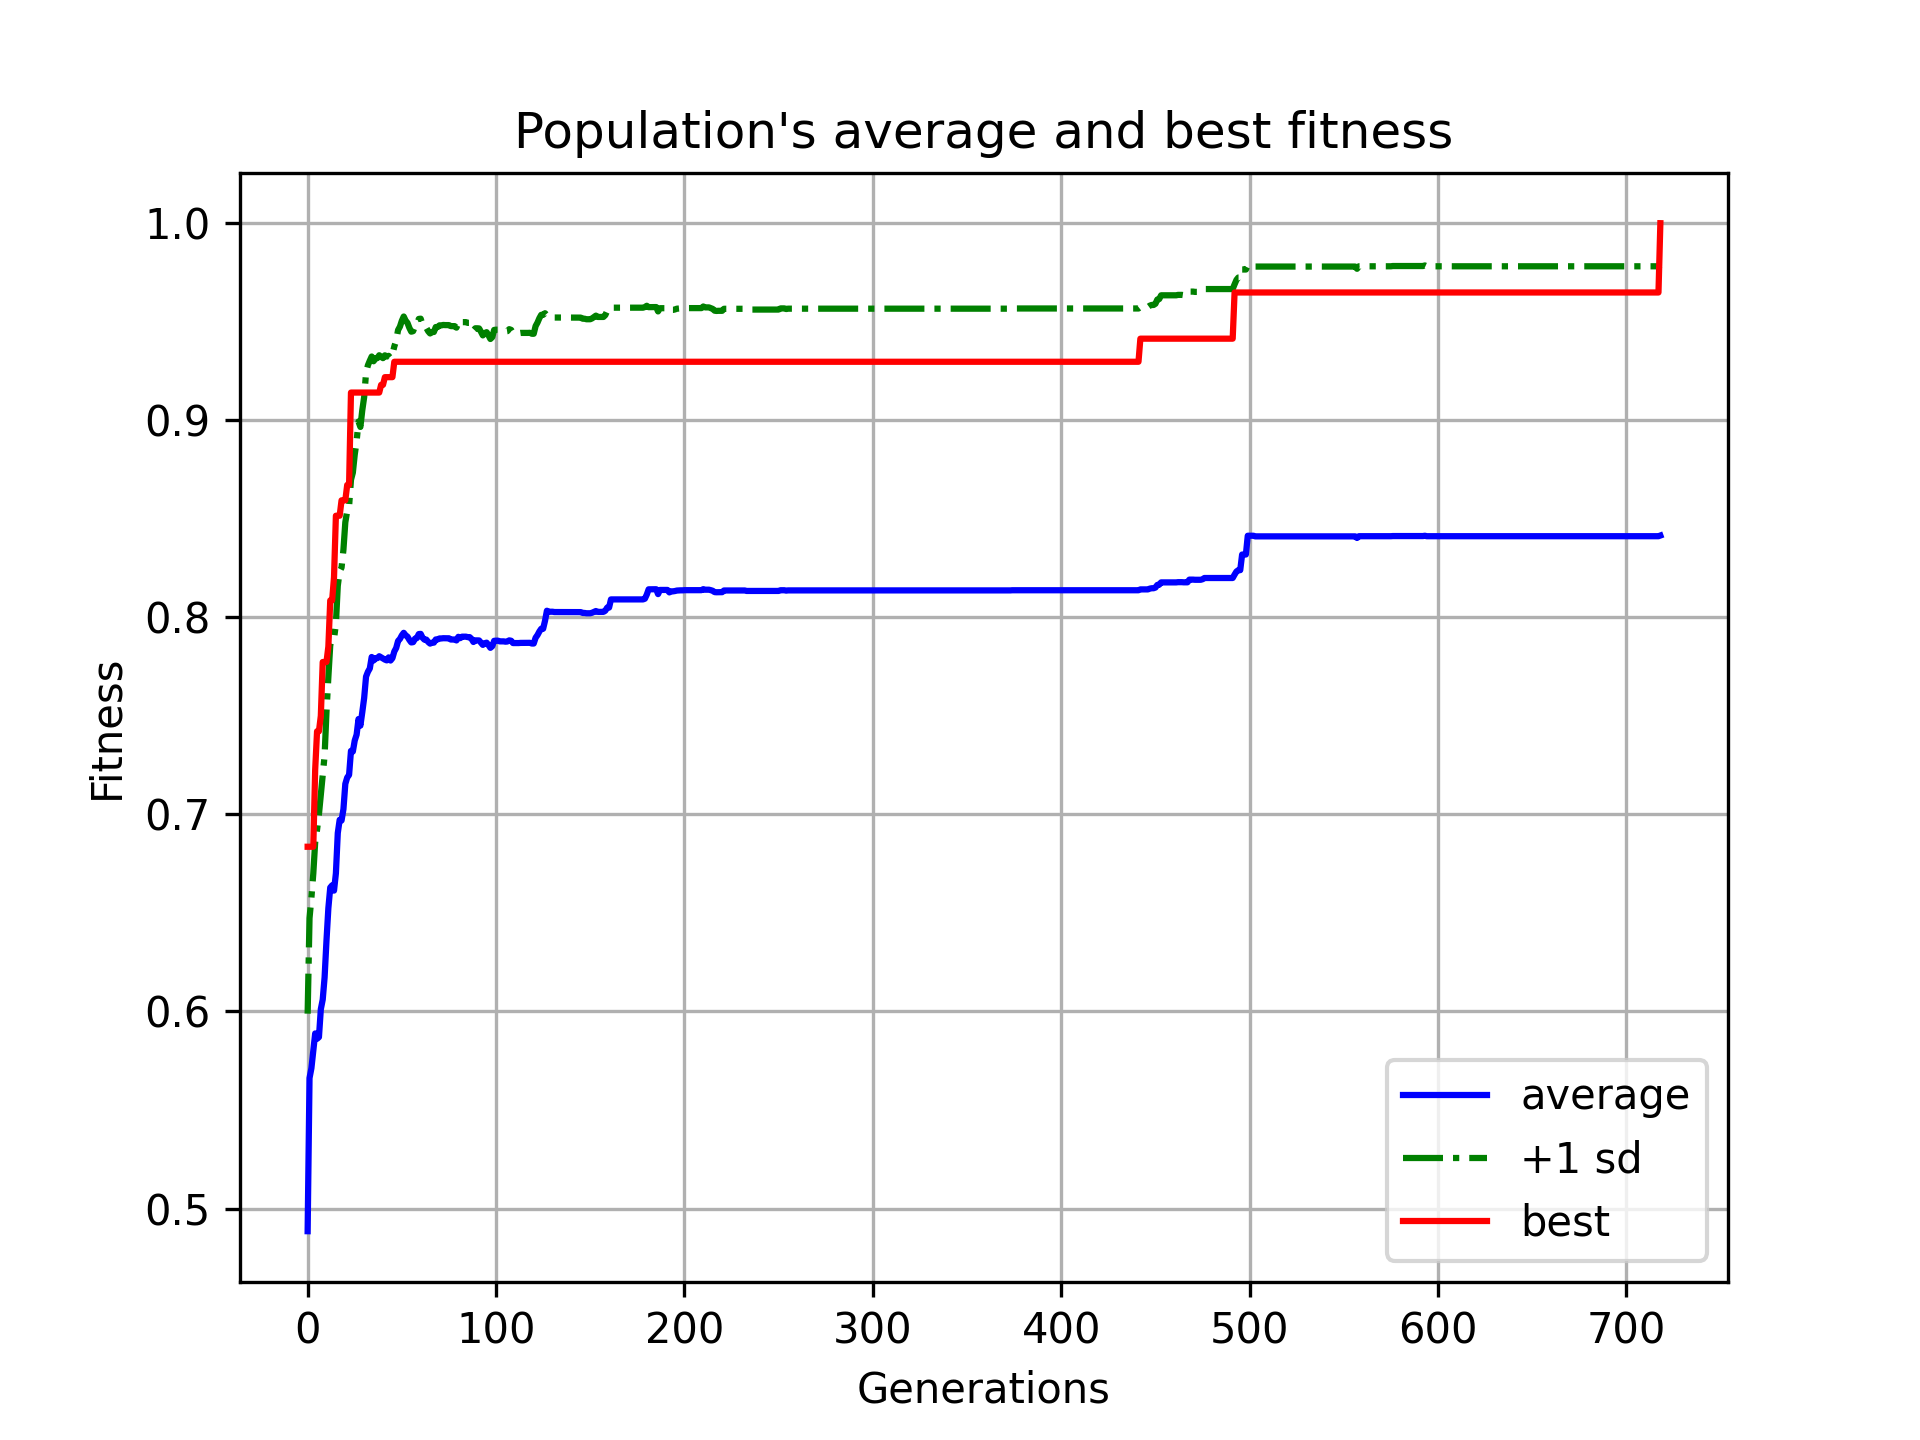 Population's average and best fitness
1.0
0.9
0.8
0.7
0.6
0.5
Fitness
0 100 200 300 400 500 600 700
Generations
average
+1 sd
best